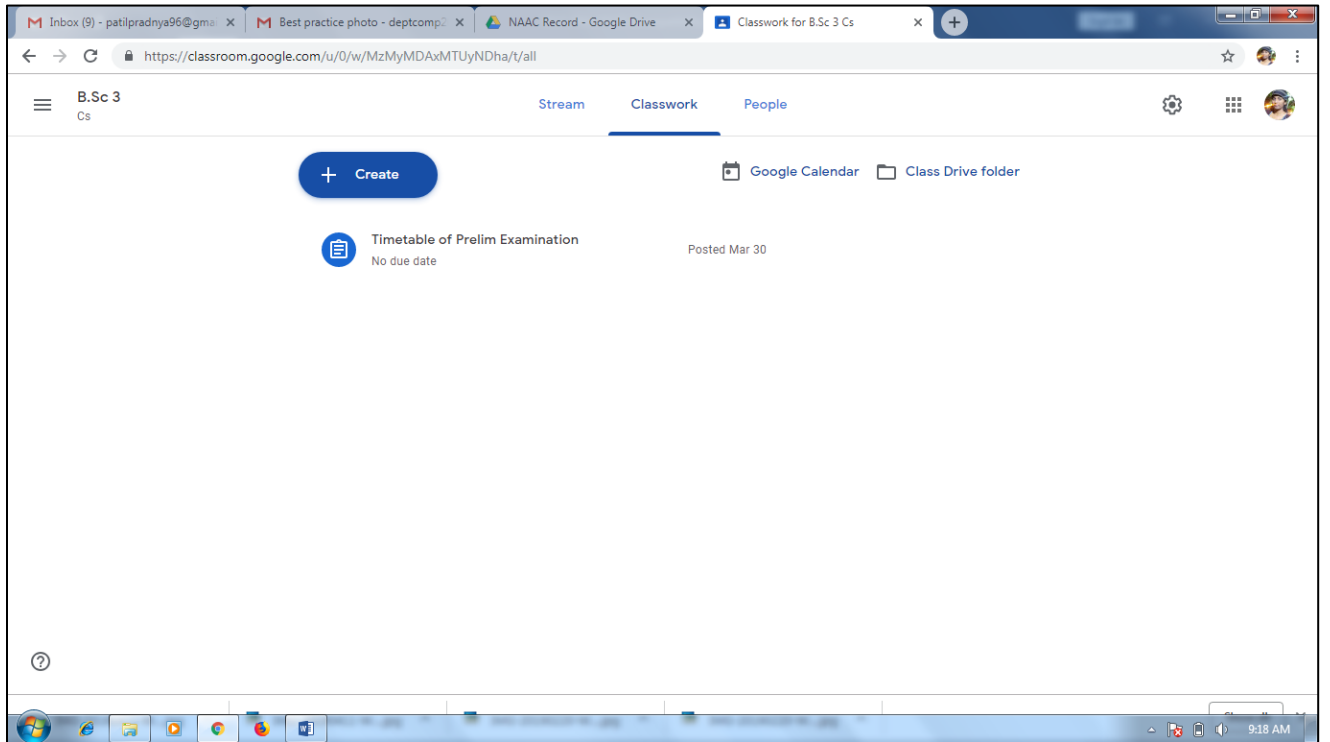 Inbox (9) - patilpradnya96@gmai
Best practice photo - deptcomp2
NAAC Record - Google Drive
Classwork for B.Sc 3 Cs
https://classroom.google.com/u/0/w/MzMyMDAxMTUyNDha/t/all
B.Sc 3
Cs
Stream
Classwork
People
Create
Google Calendar
Class Drive folder
Timetable of Prelim Examination
No due date
Posted Mar 30
9:18 AM